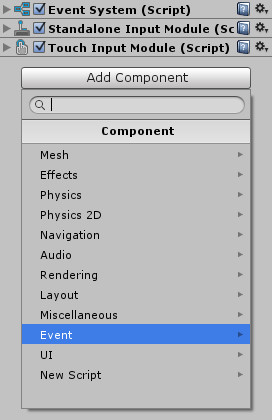 Event System (Script)
Standalone Input Module (Sc
Touch Input Module (Script)
Add Component
Component
Mesh
Effects
Physics
Physics 2D
Navigation
Audio
Rendering
Layout
Miscellaneous
Event
UI
New Script